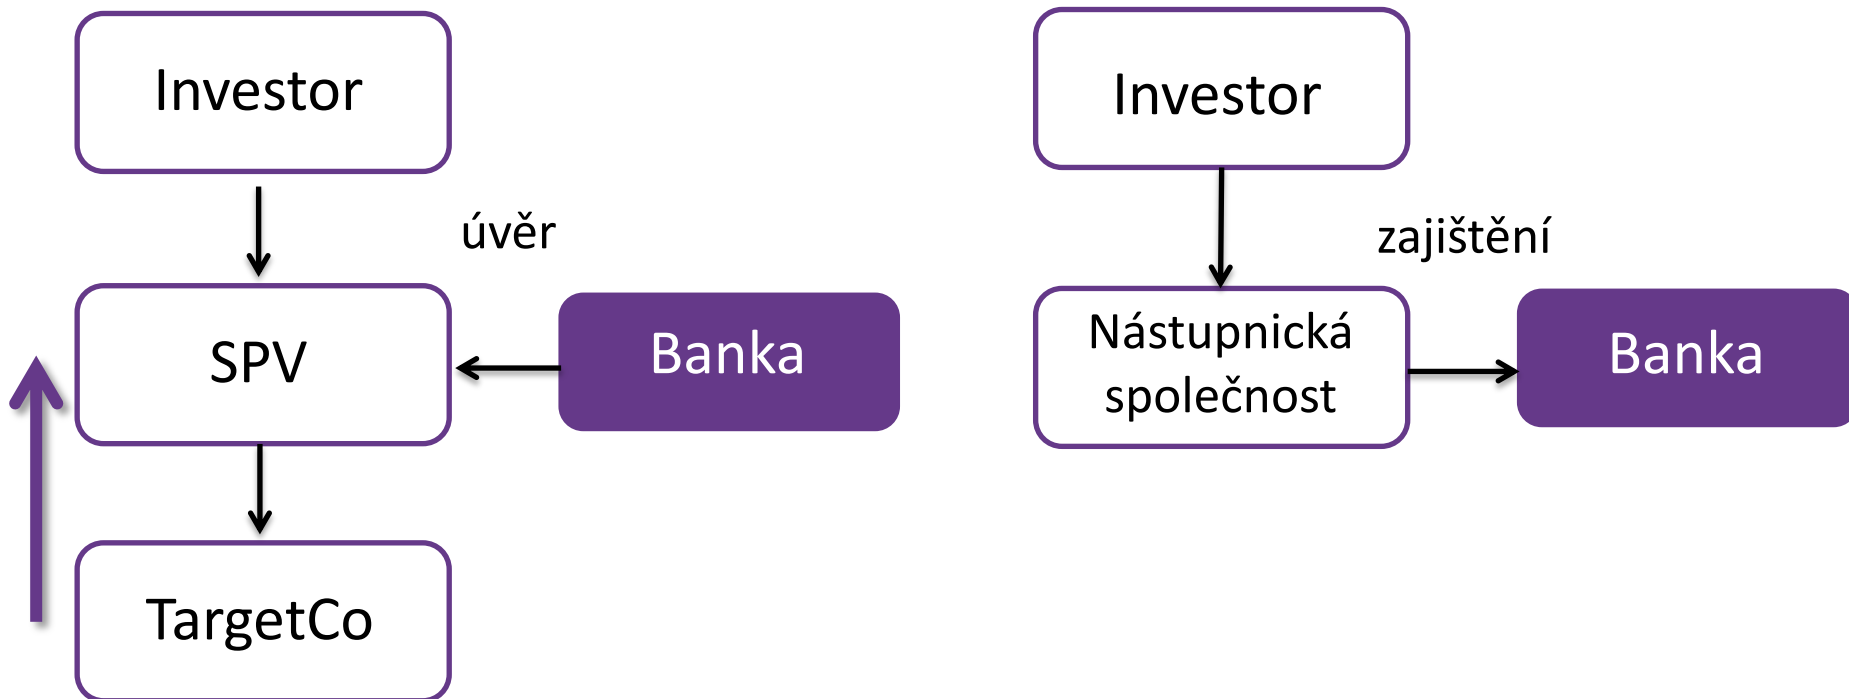 Investor
úvěr
SPV
Banka
TargetCo
Investor
zajištění
Nástupnická
společnost
Banka